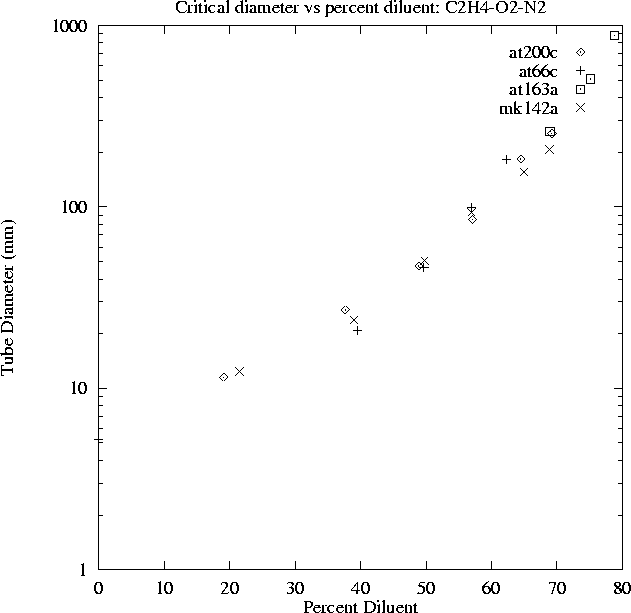 Critical diameter vs percent diluent: C2H4-O2-N2
1000
at200c
at66c
at163a
mk142a
100
Tube Diameter (mm)
10
1
0 10 20 30 40 50 60 70 80
Percent Diluent